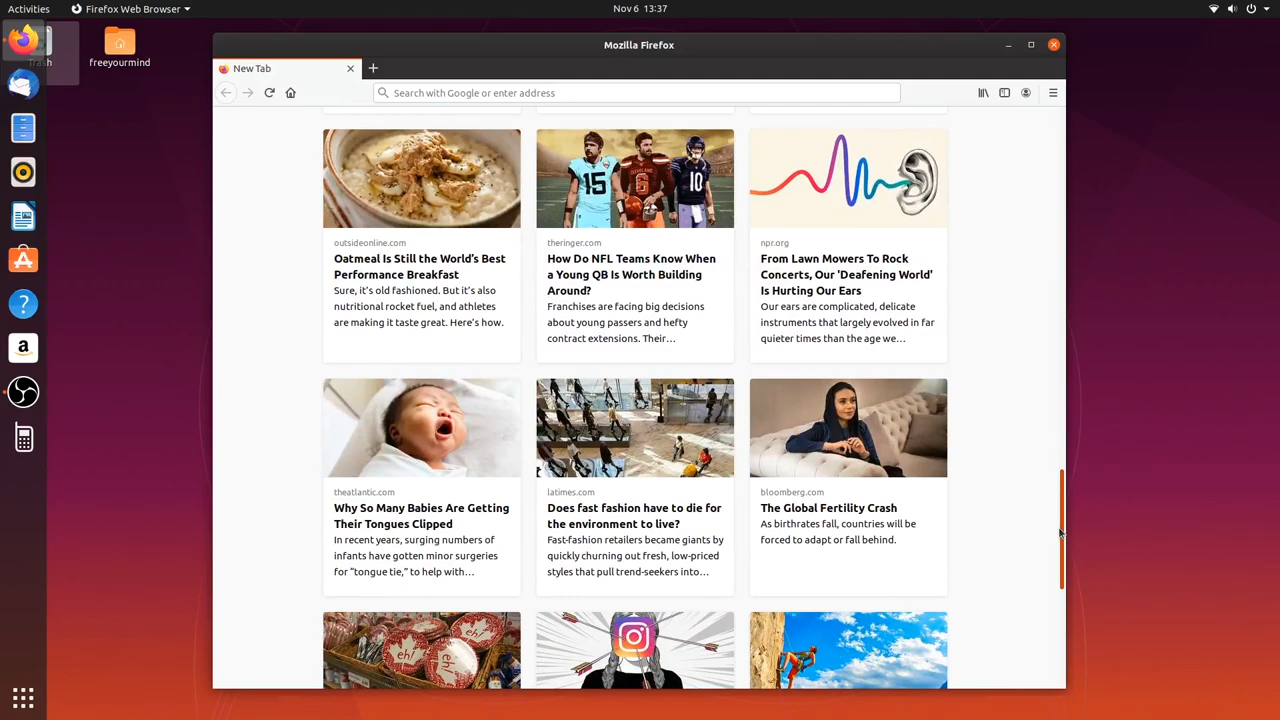 Activities
Firefox Web Browser
Nov 6 13:37
Trash
freeyourmind
Mozilla Firefox
New Tab
Search with Google or enter address
outsideonline.com
Oatmeal Is Still the World's Best
Performance Breakfast
Sure, it's old fashioned. But it's also
nutritional rocket fuel, and athletes
are making it taste great. Here's how.
15
6
10
theringer.com
How Do NFL Teams Know When
a Young QB Is Worth Building
Around?
Franchises are facing big decisions
about young passers and hefty
contract extensions. Their…
npr.org
From Lawn Mowers To Rock
Concerts, Our 'Deafening World'
Is Hurting Our Ears
Our ears are complicated, delicate
instruments that largely evolved in far
quieter times than the age we…
theatlantic.com
Why So Many Babies Are Getting
Their Tongues Clipped
In recent years, surging numbers of
infants have gotten minor surgeries
for "tongue tie," to help with…
latimes.com
Does fast fashion have to die for
the environment to live?
Fast-fashion retailers became giants by
quickly churning out fresh, low-priced
styles that pull trend-seekers into…
bloomberg.com
The Global Fertility Crash
As birthrates fall, countries will be
forced to adapt or fall behind.
eh!
eh!